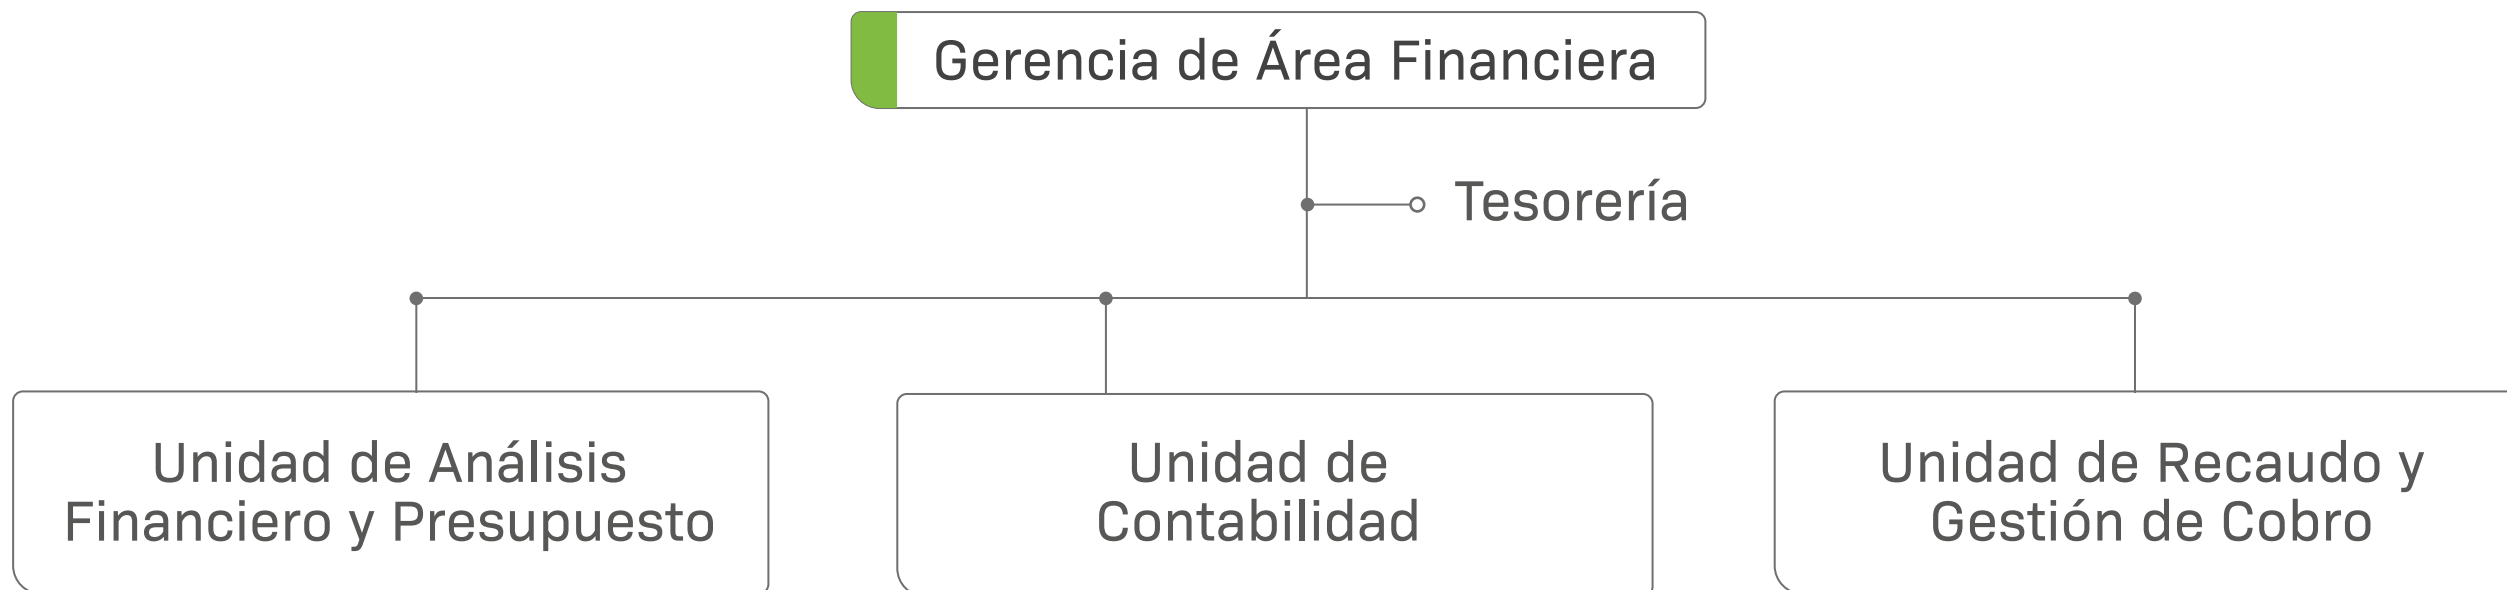 Gerencia de Área Financiera
Tesorería
Unidad de Análisis
Financiero y Presupuesto
Unidad de
Contabilidad
Unidad de Recaudo y
Gestión de Cobro